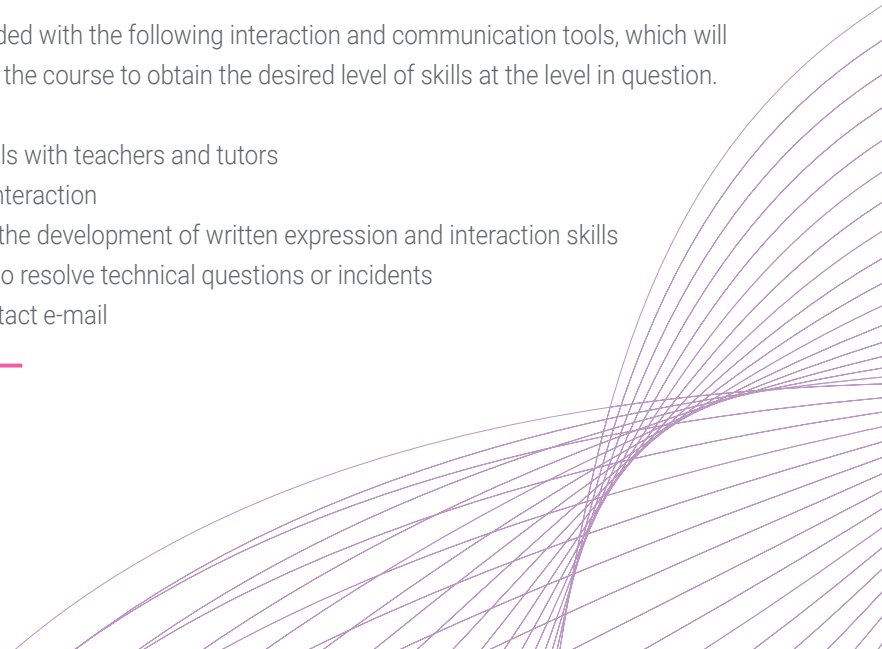 ded with the following interaction and communication tools, which will
the course to obtain the desired level of skills at the level in question.
ls with teachers and tutors
nteraction
the development of written expression and interaction skills
o resolve technical questions or incidents
tact e-mail